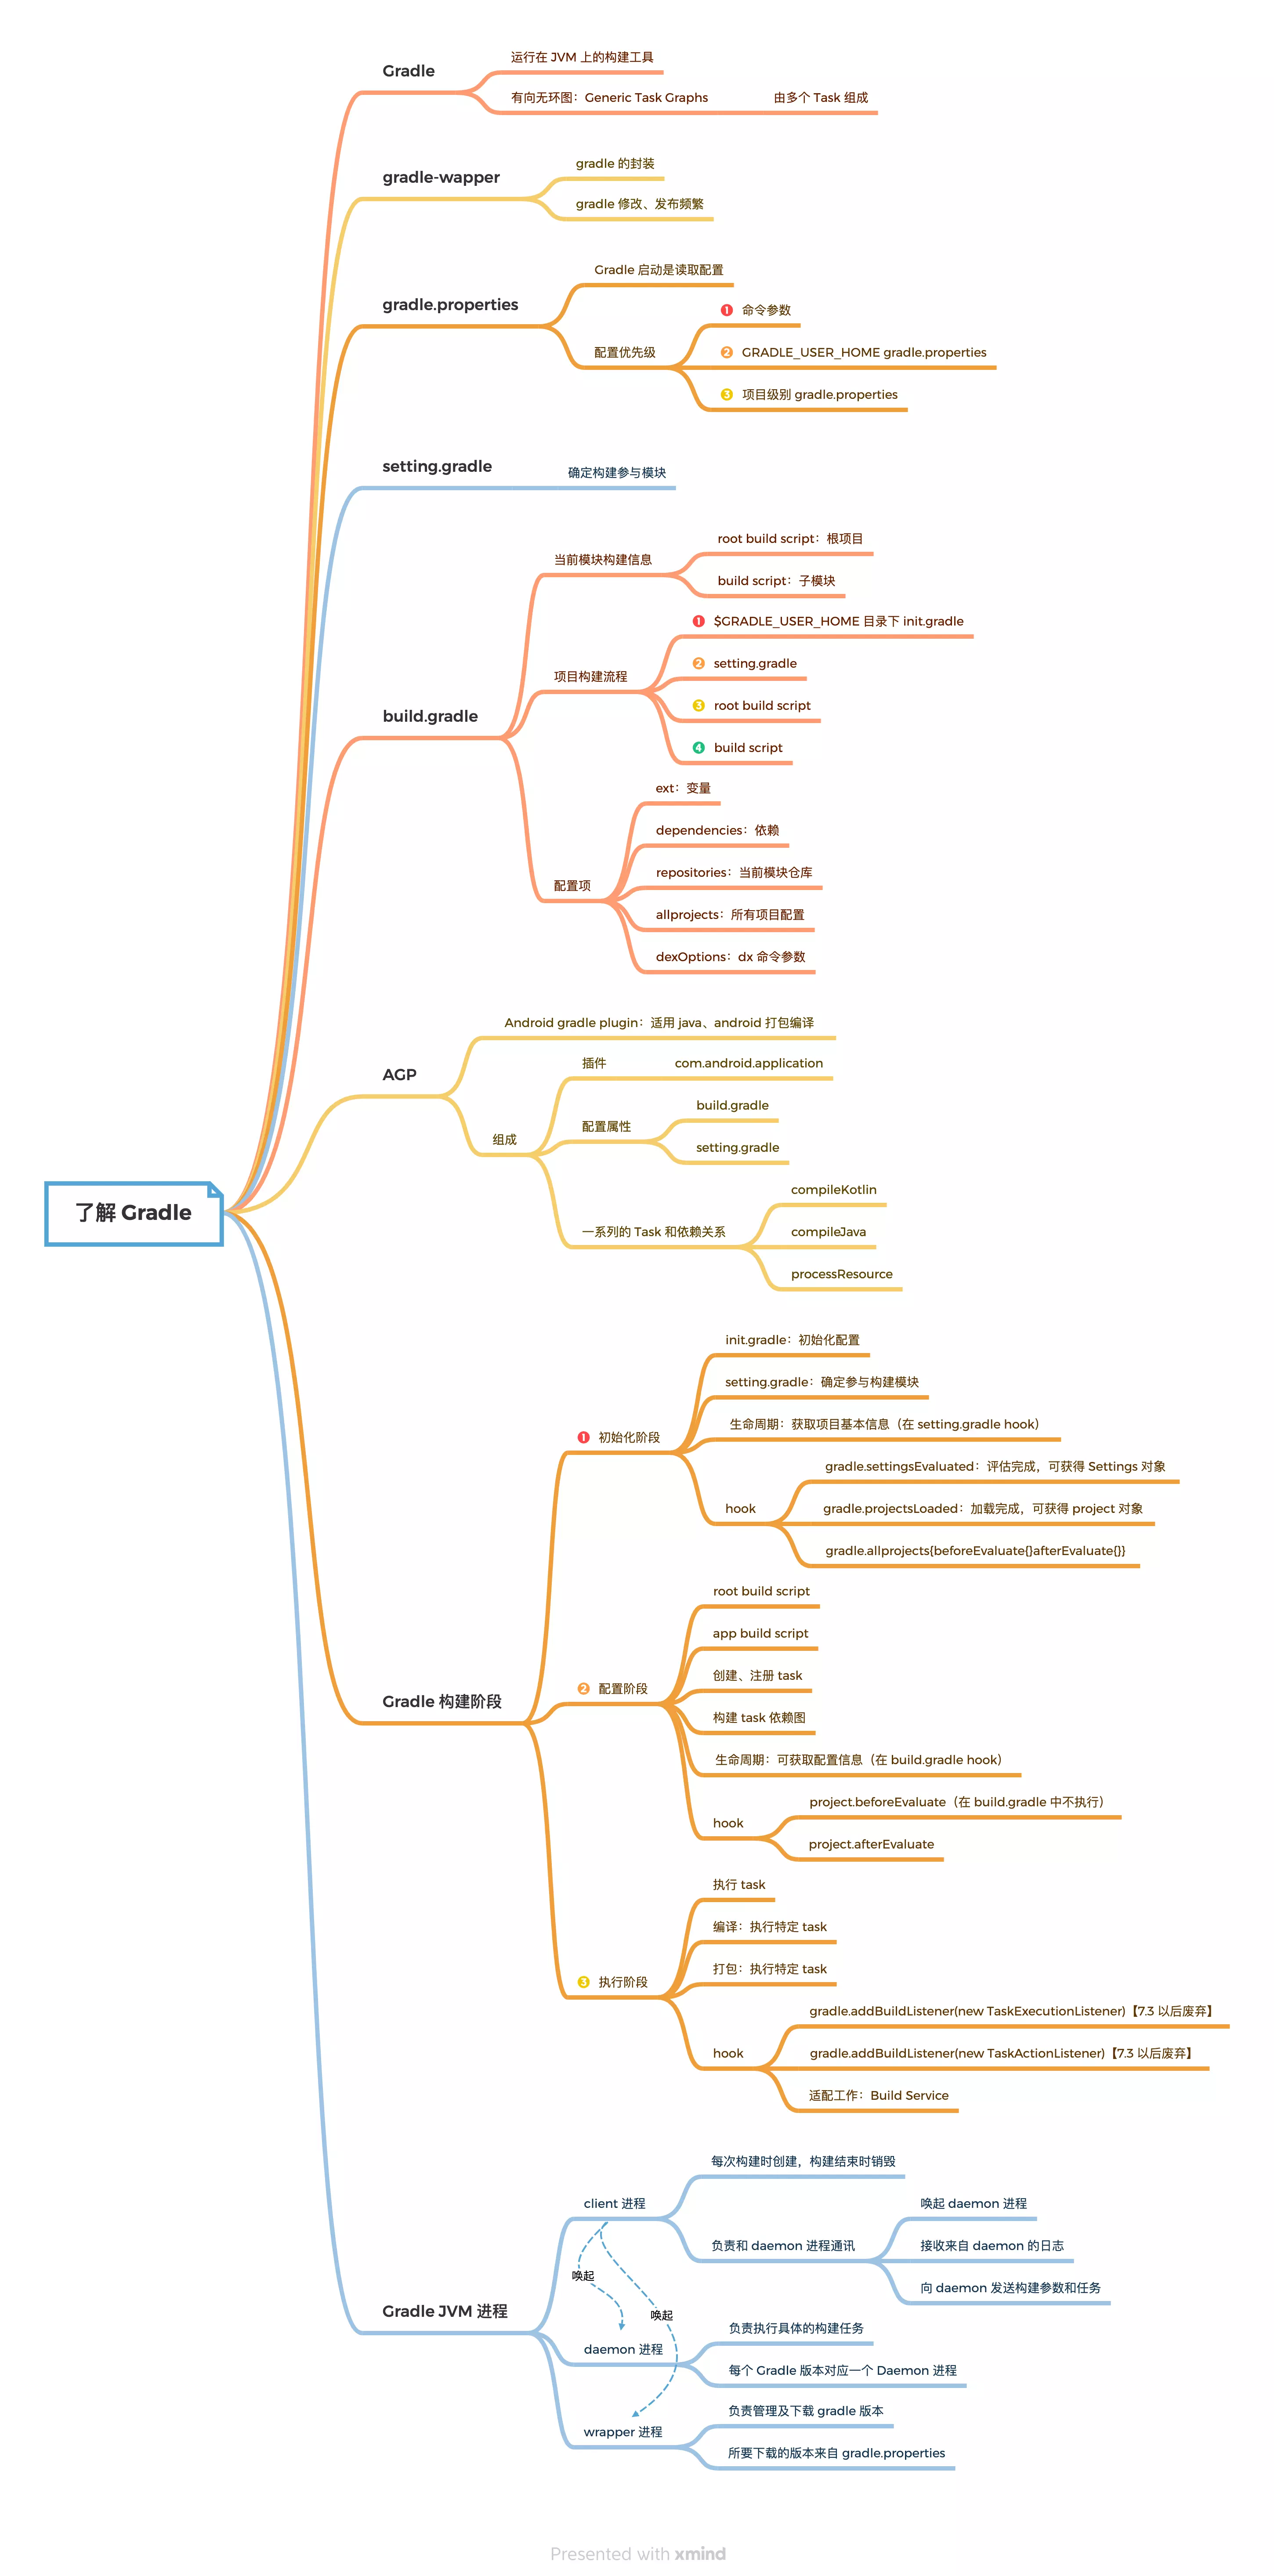 Gradle
运行在 JVM 上的构建工具
有向无环图：Generic Task Graphs
由多个 Task 组成
gradle-wapper
gradle 的封装
gradle 修改、发布频繁
gradle.properties
Gradle 启动是读取配置
配置优先级
1 命令参数
2 GRADLE_USER_HOME gradle.properties
3 项目级别 gradle.properties
setting.gradle
确定构建参与模块
build.gradle
当前模块构建信息
root build script：根项目
build script：子模块
项目构建流程
1 $GRADLE_USER_HOME 目录下 init.gradle
2 setting.gradle
3 root build script
4 build script
配置项
ext：变量
dependencies：依赖
repositories：当前模块仓库
allprojects：所有项目配置
dexOptions：dx 命令参数
AGP
Android gradle plugin：适用 java、android 打包编译
组成
插件
com.android.application
配置属性
build.gradle
setting.gradle
一系列的 Task 和依赖关系
compileKotlin
compileJava
processResource
了解 Gradle
Gradle 构建阶段
1 初始化阶段
init.gradle：初始化配置
setting.gradle：确定参与构建模块
生命周期：获取项目基本信息（在 setting.gradle hook）
hook
gradle.settingsEvaluated：评估完成，可获得 Settings 对象
gradle.projectsLoaded：加载完成，可获得 project 对象
gradle.allprojects{beforeEvaluate{}afterEvaluate{}}
2 配置阶段
root build script
app build script
创建、注册 task
构建 task 依赖图
生命周期：可获取配置信息（在 build.gradle hook）
hook
project.beforeEvaluate（在 build.gradle 中不执行）
project.afterEvaluate
3 执行阶段
执行 task
编译：执行特定 task
打包：执行特定 task
hook
gradle.addBuildListener(new TaskExecutionListener)【7.3 以后废弃】
gradle.addBuildListener(new TaskActionListener)【7.3 以后废弃】
适配工作：Build Service
Gradle JVM 进程
client 进程
每次构建时创建，构建结束时销毁
负责和 daemon 进程通讯
唤起 daemon 进程
接收来自 daemon 的日志
向 daemon 发送构建参数和任务
唤起
唤起
daemon 进程
负责执行具体的构建任务
每个 Gradle 版本对应一个 Daemon 进程
wrapper 进程
负责管理及下载 gradle 版本
所要下载的版本来自 gradle.properties
Presented with xmind